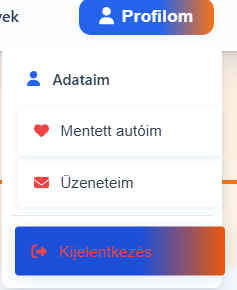 vek
Profilom
Adataim
Mentett autóim
Üzeneteim
Kijelentkezés